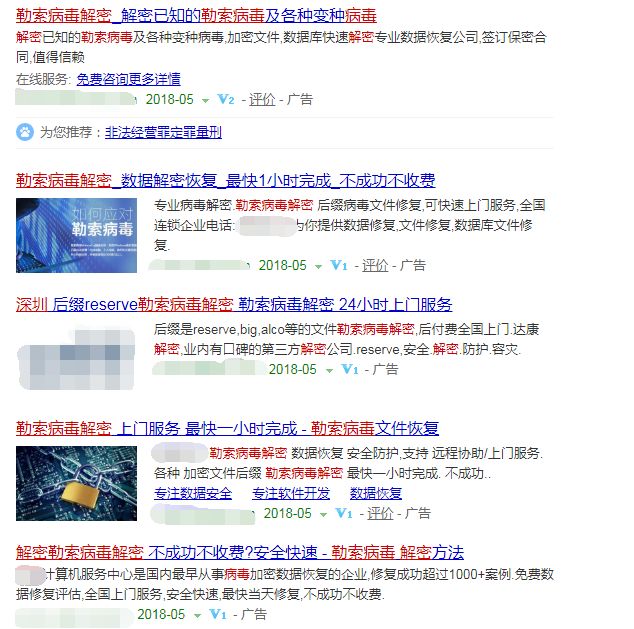 勒索病毒解密_解密已知的勒索病毒及各种变种病毒
解密已知的勒索病毒及各种变种病毒,加密文件,数据库快速解密专业数据恢复公司,签订保密合
同,值得信赖
在线服务: 免费咨询更多详情
2018-05 V2 - 评价 - 广告
为您推荐: 非法经营罪定罪量刑
勒索病毒解密_数据解密恢复_最快1小时完成_不成功不收费
如何应对
勒索病毒
专业病毒解密.勒索病毒解密 后缀病毒文件修复,可快速上门服务,全国
连锁企业电话: 为你提供数据修复,文件修复,数据库文件修
复.
2018-05 V1 - 评价 - 广告
深圳 后缀reserve勒索病毒解密 勒索病毒解密 24小时上门服务
后缀是reserve,big,alco等的文件勒索病毒解密,后付费全国上门.达康
解密,业内有口碑的第三方解密公司.reserve,安全.解密.防护.容灾.
2018-05 V1 - 广告
勒索病毒解密 上门服务 最快一小时完成 - 勒索病毒文件恢复
勒索病毒解密 数据恢复 安全防护,支持 远程协助/上门服务.
各种 加密文件后缀 勒索病毒解密 最快一小时完成. 不成功..
专注数据安全 专注软件开发 数据恢复
2018-05 V1 - 评价 - 广告
解密勒索病毒解密 不成功不收费?安全快速 - 勒索病毒 解密方法
计算机服务中心是国内最早从事病毒加密数据恢复的企业,修复成功超过1000+案例.免费数
据修复评估,全国上门服务,安全快速,最快当天修复,不成功不收费.
2018-05 V1 - 广告